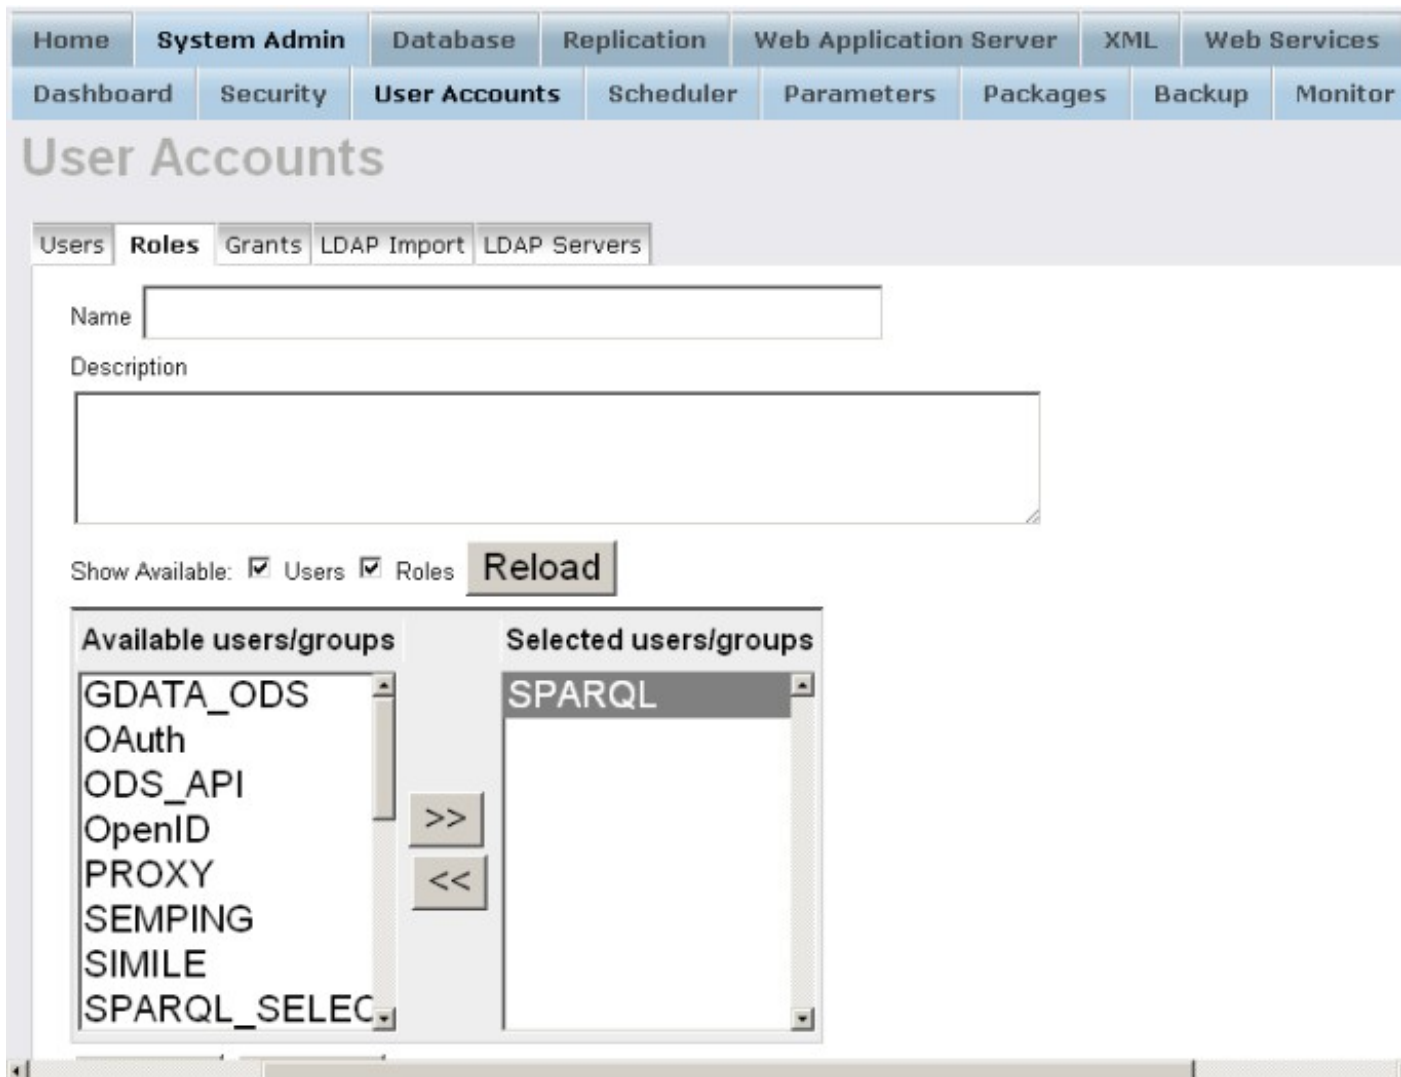 Home System Admin Database Replication Web Application Server XML Web Services
Dashboard Security User Accounts Scheduler Parameters Packages Backup Monitor
User Accounts
Users Roles Grants LDAP Import LDAP Servers
Name
Description
Show Available: Users Roles Reload
Available users/groups Selected users/groups
GDATA_ODS SPARQL
OAuth
ODS_API
OpenID
>>
PROXY
<<
SEMPING
SIMILE
SPARQL_SELEC